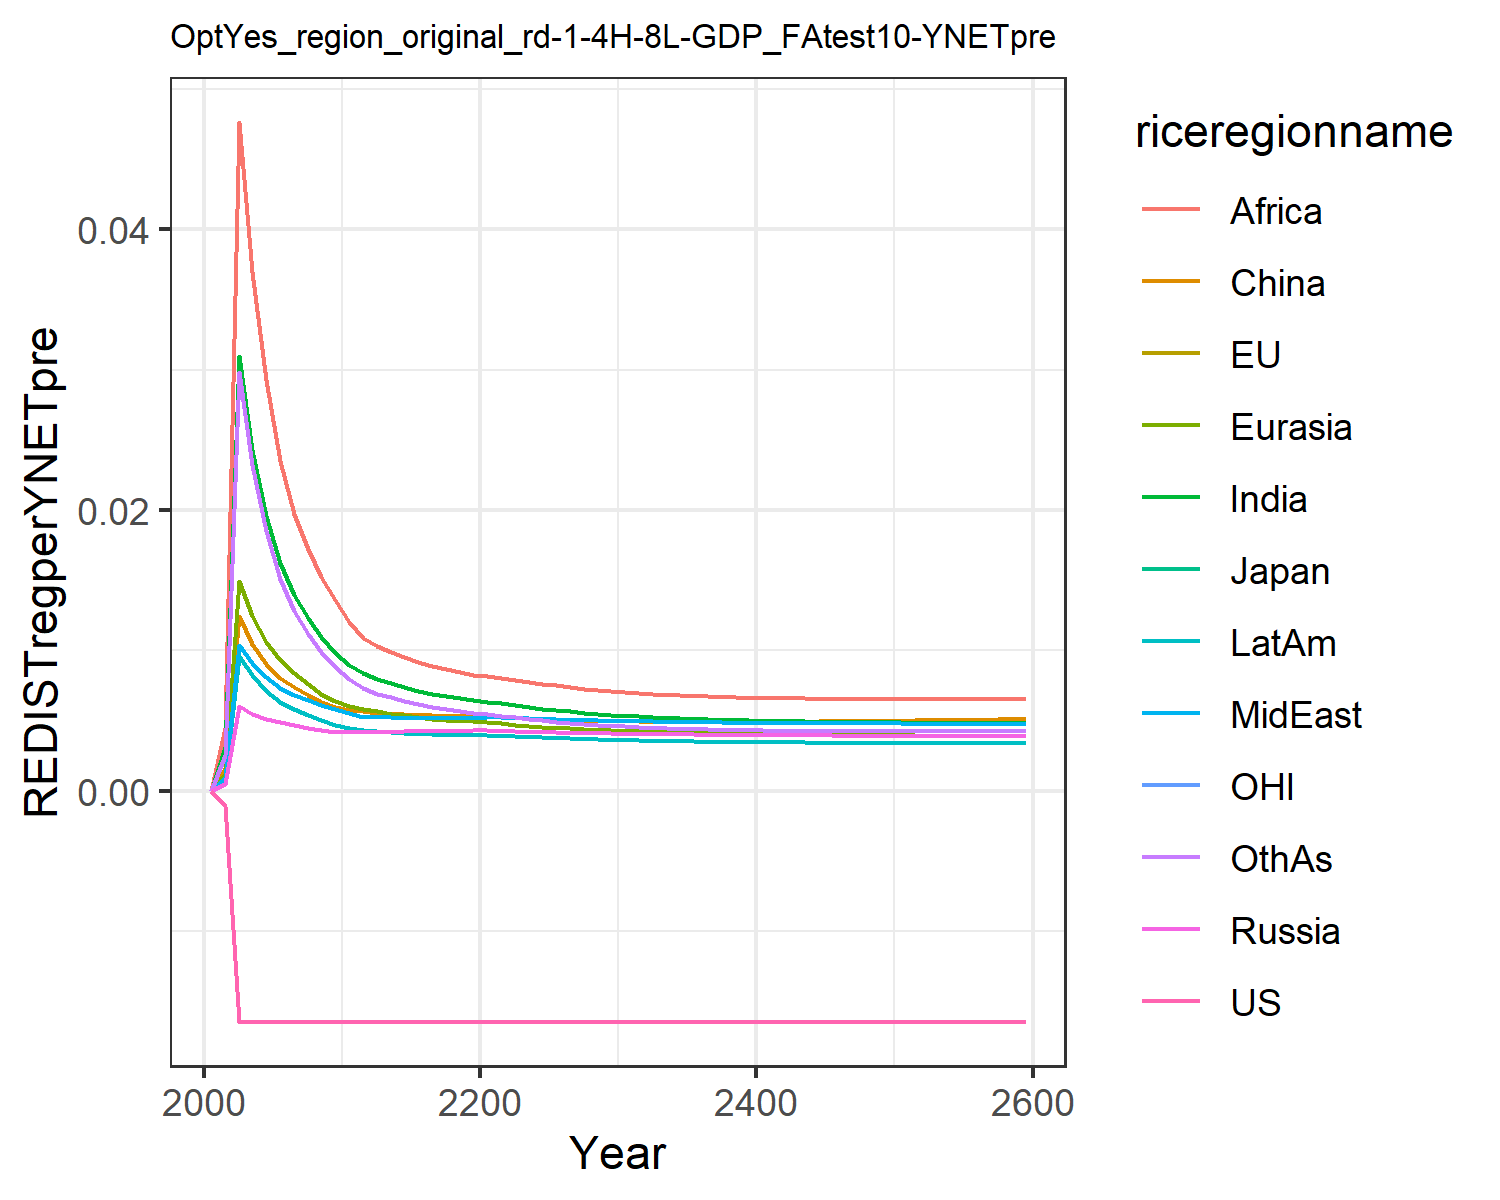 OptYes_region_original_rd-1-4H-8L-GDP_FAtest10-YNETpre
REDISTregperYNETpre
0.04
0.02
0.00
2000
2200
2400
2600
Year
riceregionname
Africa
China
EU
Eurasia
India
Japan
LatAm
MidEast
OHI
OthAs
Russia
US